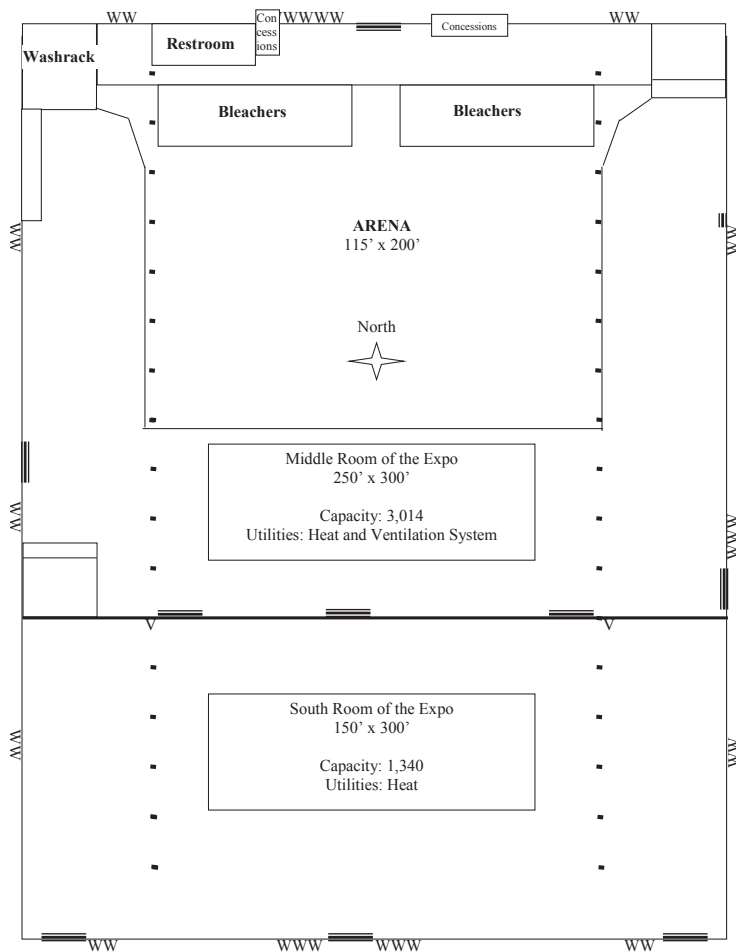 WW
WWWWW
WW
Con
cess
ions
Concessions
Restroom
Washrack
Bleachers
Bleachers
ARENA
115’ x 200’
WW
WW
North
Middle Room of the Expo
250’ x 300’
Capacity: 3,014
Utilities: Heat and Ventilation System
WW
WWW
V
V
South Room of the Expo
150’ x 300’
Capacity: 1,340
Utilities: Heat
WW
WW
WW
WWW
WWW
WW